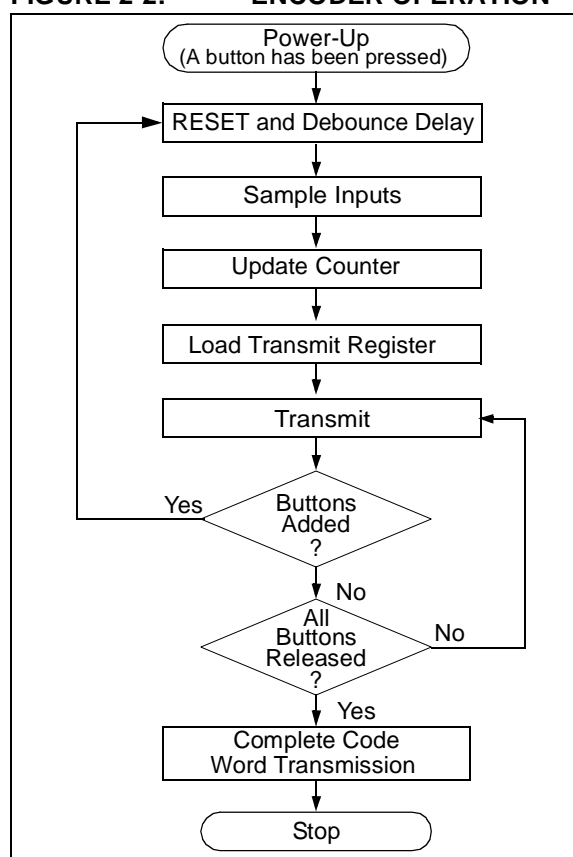 FIGURE 2-2: ENCODER OPERATION
Power-Up
(A button has been pressed)
RESET and Debounce Delay
Sample Inputs
Update Counter
Load Transmit Register
Transmit
Buttons
Added
?
Yes
No
All
Buttons
Released
?
No
Yes
Complete Code
Word Transmission
Stop